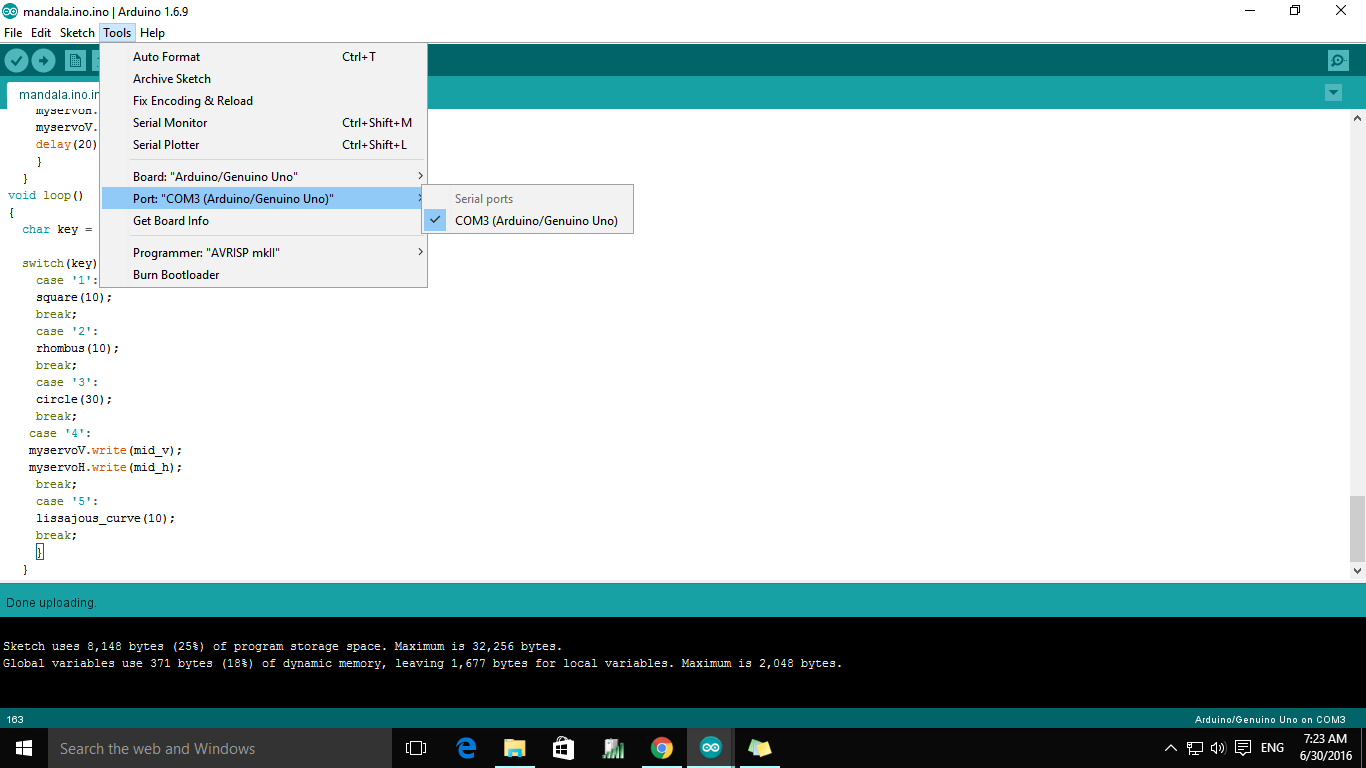 mandala.ino.ino | Arduino 1.6.9
File Edit Sketch Tools Help
Auto Format Ctrl+T
Archive Sketch
Fix Encoding & Reload
Serial Monitor Ctrl+Shift+M
Serial Plotter Ctrl+Shift+L
Board: "Arduino/Genuino Uno"
Port: "COM3 (Arduino/Genuino Uno)"
Get Board Info
Programmer: "AVRISP mkII"
Burn Bootloader
Serial ports
COM3 (Arduino/Genuino Uno)
mandala.ino.in
myservoH.
myservoV.
delay(20)
}
}
void loop()
{
char key =
switch(key)
case '1':
square(10);
break;
case '2':
rhombus(10);
break;
case '3':
circle(30);
break;
case '4':
myservoV.write(mid_v);
myservoH.write(mid_h);
break;
case '5':
lissajous_curve(10);
break;
}
}
Done uploading.
Sketch uses 8,148 bytes (25%) of program storage space. Maximum is 32,256 bytes.
Global variables use 371 bytes (18%) of dynamic memory, leaving 1,677 bytes for local variables. Maximum is 2,048 bytes.
163 Arduino/Genuino Uno on COM3
Search the web and Windows
ENG
7:23 AM
6/30/2016